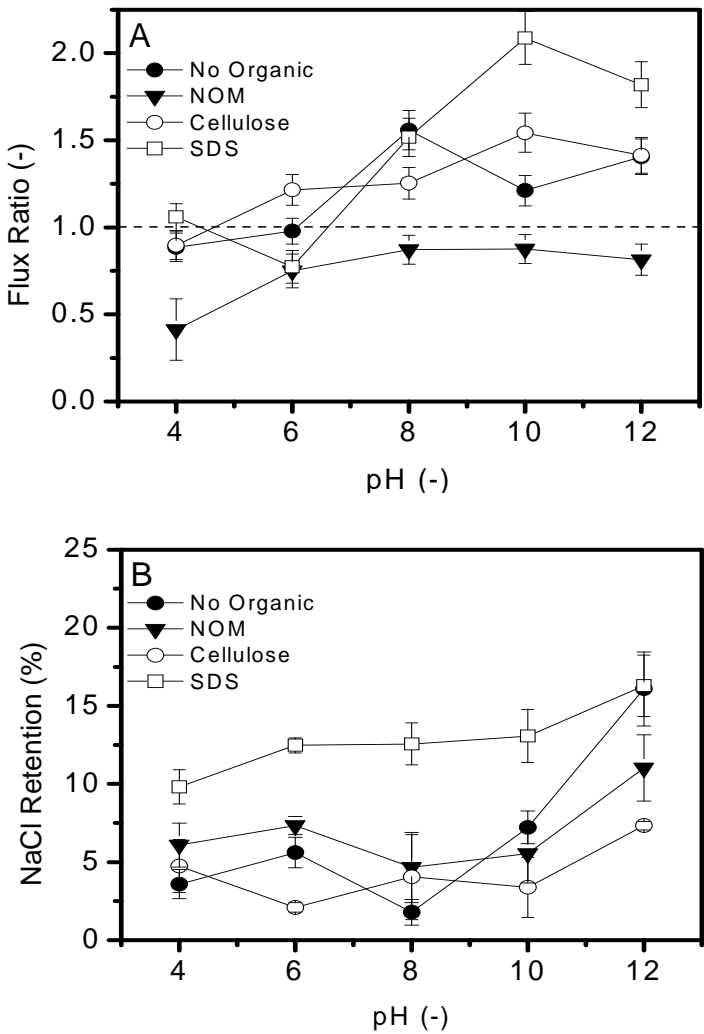 A
No Organic
NOM
Cellulose
SDS
2.0
1.5
1.0
0.5
0.0
Flux Ratio (-)
4 6 8 10 12
pH (-)
B
No Organic
NOM
Cellulose
SDS
25
20
15
10
5
0
NaCl Retention (%)
4 6 8 10 12
pH (-)